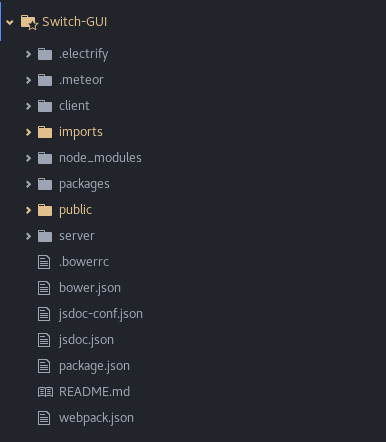 Switch-GUI
.electrify
.meteor
client
imports
node_modules
packages
public
server
.bowerrc
bower.json
jsdoc-conf.json
jsdoc.json
package.json
README.md
webpack.json